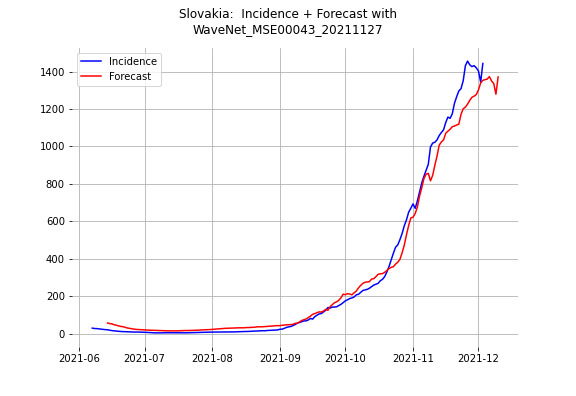 Slovakia:  Incidence + Forecast with
WaveNet_MSE00043_20211127
Incidence
Forecast
1400
1200
1000
800
600
400
200
0
2021-06 2021-07 2021-08 2021-09 2021-10 2021-11 2021-12